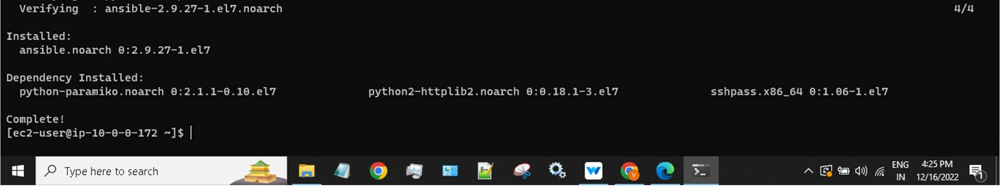 Verifying  : ansible-2.9.27-1.el7.noarch 4/4
Installed:
ansible.noarch 0:2.9.27-1.el7
Dependency Installed:
python-paramiko.noarch 0:2.1.1-0.10.el7 python2-httplib2.noarch 0:0.18.1-3.el7 sshpass.x86_64 0:1.06-1.el7
Complete!
[ec2-user@ip-10-0-0-172 ~]$
Type here to search
ENG
IN
4:25 PM
12/16/2022
1